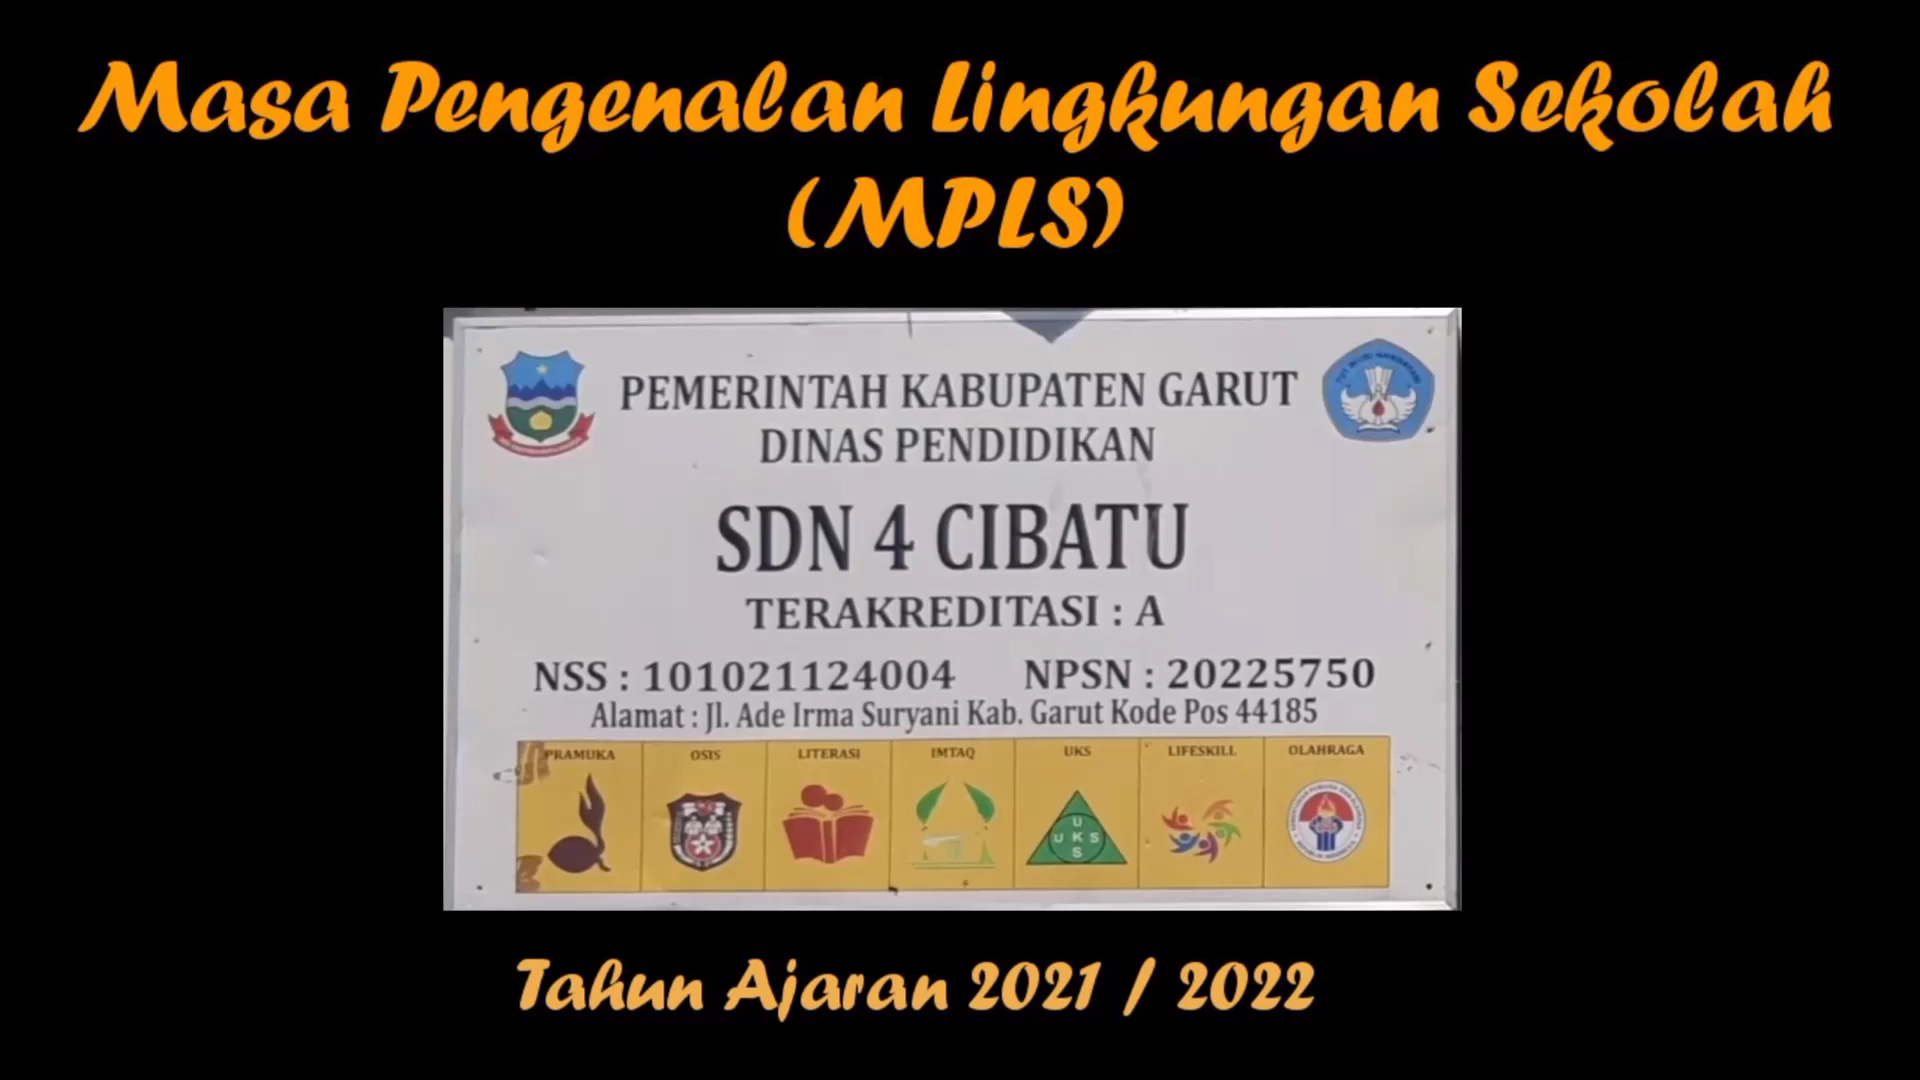 Masa Pengenalan Lingkungan Sekolah
(MPLS)
PEMERINTAH KABUPATEN GARUT
DINAS PENDIDIKAN
SDN 4 CIBATU
TERAKREDITASI : A
NSS : 101021124004 NPSN : 20225750
Alamat : Jl. Ade Irma Suryani Kab. Garut Kode Pos 44185
PRAMUKA OSIS LITERASI IMTAQ UKS LIFESKILL OLAHRAGA
U
U K S
S
Tahun Ajaran 2021 / 2022